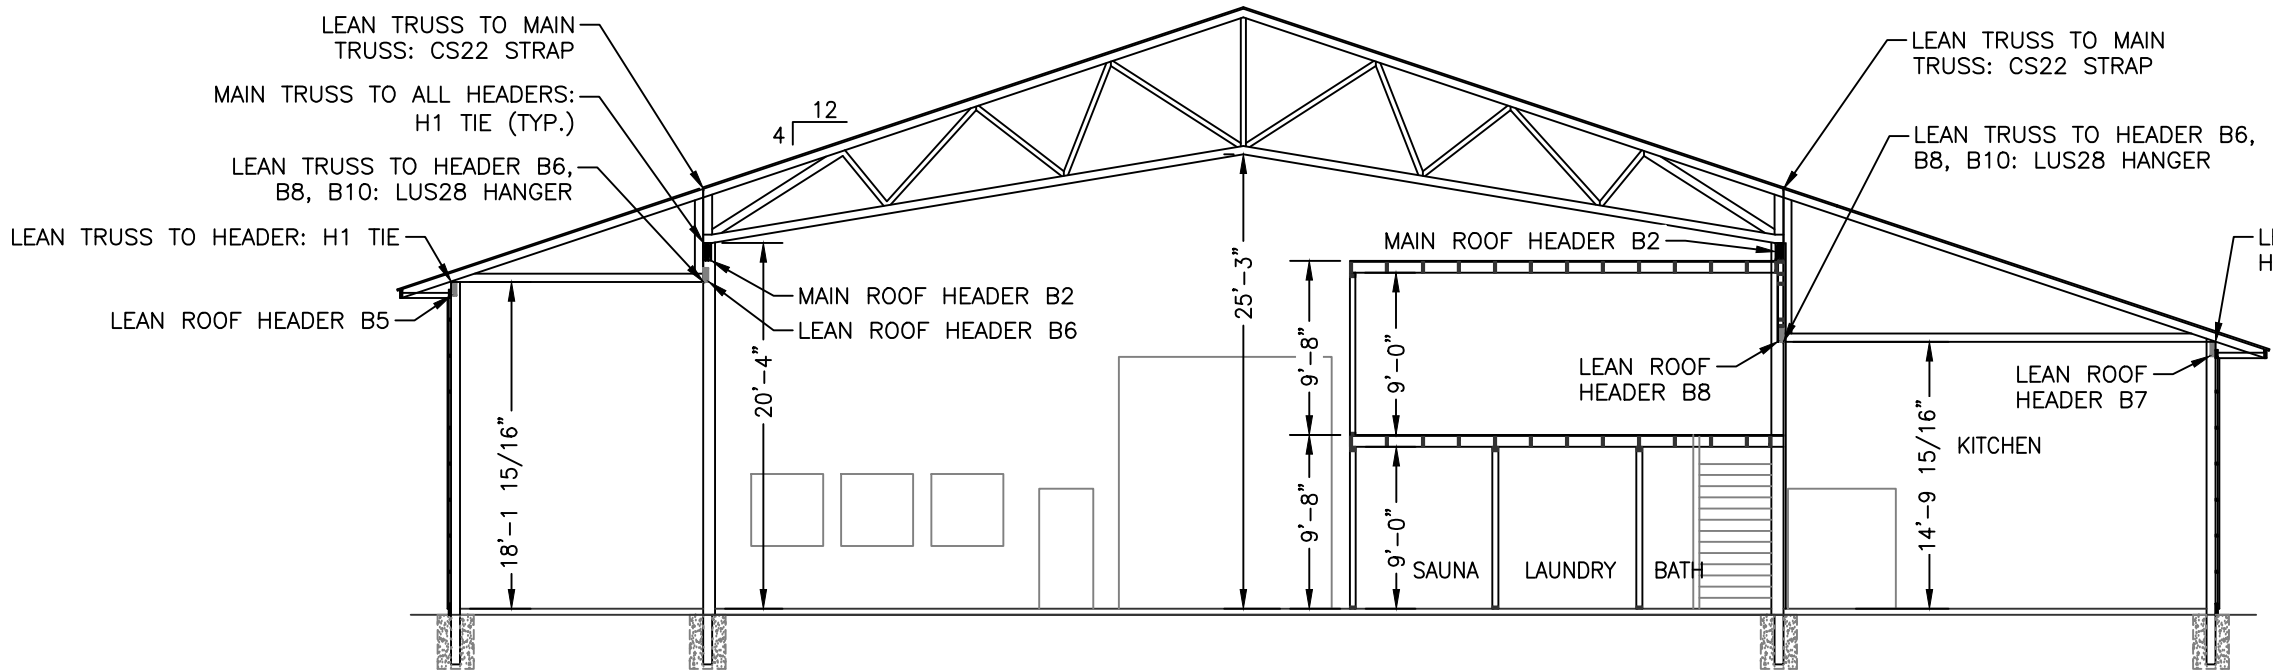 LEAN TRUSS TO MAIN
TRUSS: CS22 STRAP
MAIN TRUSS TO ALL HEADERS:
H1 TIE (TYP.)
LEAN TRUSS TO HEADER B6,
B8, B10: LUS28 HANGER
LEAN TRUSS TO HEADER: H1 TIE
LEAN ROOF HEADER B5
12
4
MAIN ROOF HEADER B2
LEAN ROOF HEADER B6
18'-1 15/16"
20'-4"
25'-3"
MAIN ROOF HEADER B2
9'-8"
9'-0"
9'-8"
9'-0"
LEAN ROOF
HEADER B8
SAUNA
LAUNDRY
BATH
LEAN TRUSS TO MAIN
TRUSS: CS22 STRAP
LEAN TRUSS TO HEADER B6,
B8, B10: LUS28 HANGER
LEAN ROOF
HEADER B7
14'-9 15/16"
KITCHEN